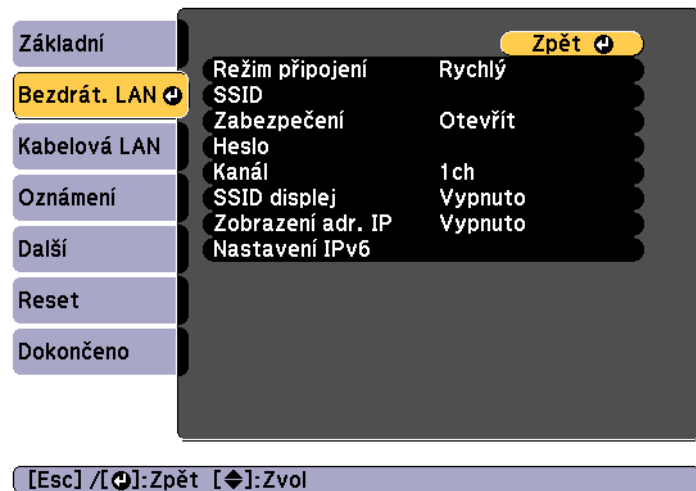 Základní
Bezdrát. LAN
Kabelová LAN
Oznámení
Další
Reset
Dokončeno
Zpět
Režim připojení Rychlý
SSID
Zabezpečení Otevřít
Heslo
Kanál 1ch
SSID displej Vypnuto
Zobrazení adr. IP Vypnuto
Nastavení IPv6
[Esc] /[⏎]:Zpět [◆]:Zvol